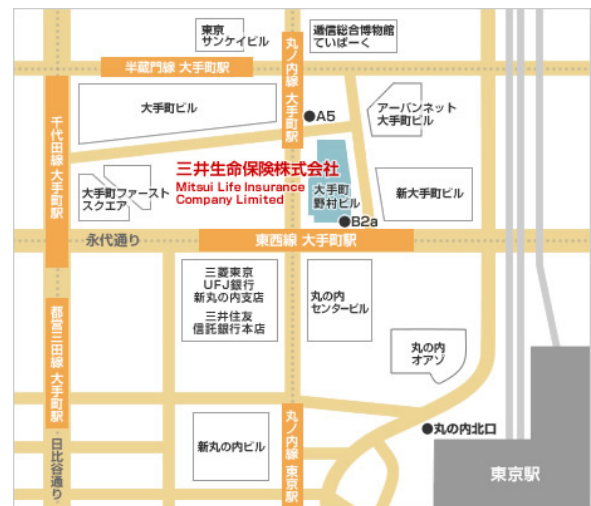 東京
サンケイビル
逓信総合博物館
ていぱーく
丸ノ内線 大手町駅
半蔵門線 大手町駅
千代田線 大手町駅
大手町ビル
●A5
アーバンネット
大手町ビル
三井生命保険株式会社
Mitsui Life Insurance
Company Limited
大手町ファースト
スクエア
大手町
野村ビル
新大手町ビル
●B2a
永代通り
東西線 大手町駅
三菱東京
UFJ銀行
新丸の内支店
三井住友
信託銀行本店
丸の内
センタービル
都営三田線 大手町駅
丸の内
オアゾ
丸ノ内線 東京駅
●丸の内北口
新丸の内ビル
日比谷通り
東京駅